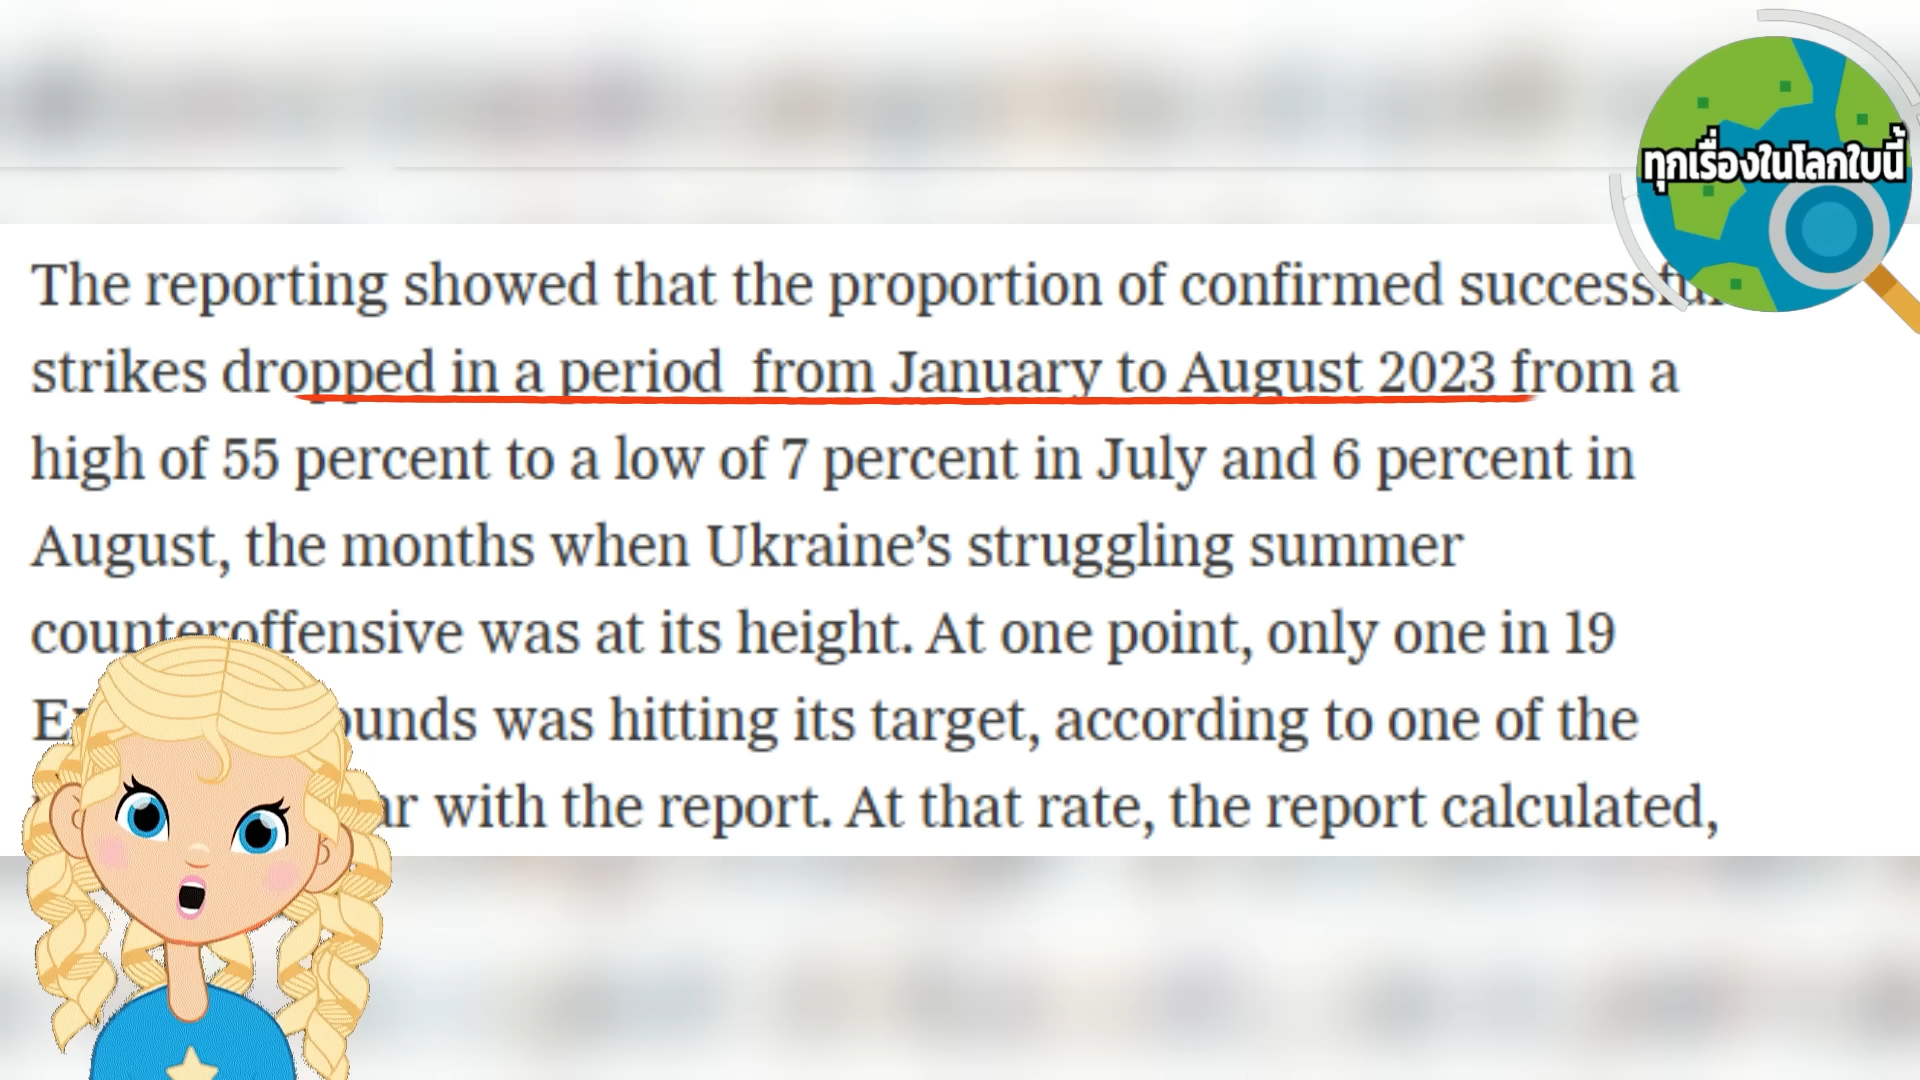 ทุกเรื่องในโลกใบนี้
The reporting showed that the proportion of confirmed
strikes dropped in a period from January to August 2023 from a
high of 55 percent to a low of 7 percent in July and 6 percent in
August, the months when Ukraine’s struggling summer
counteroffensive was at its height. At one point, only one in 19
was hitting its target, according to one of the
with the report. At that rate, the report calculated,